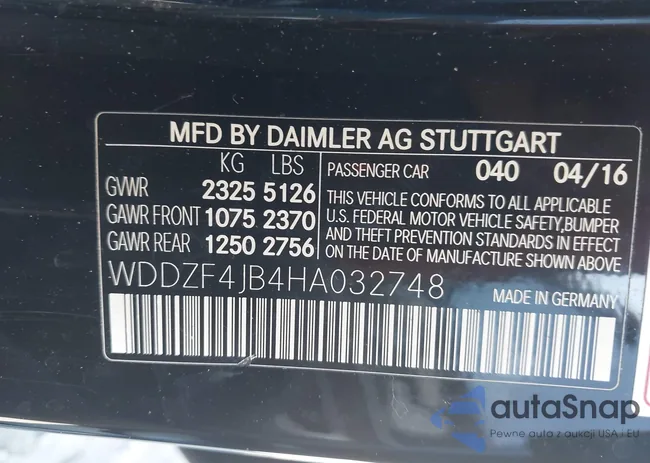 MFD BY DAIMLER AG STUTTGART
KG LBS
GVWR 2325 5126
GAWR FRONT 1075 2370
GAWR REAR 1250 2756
PASSENGER CAR 040 04/16
THIS VEHICLE CONFORMS TO ALL APPLICABLE
U.S. FEDERAL MOTOR VEHICLE SAFETY,BUMPER
AND THEFT PREVENTION STANDARDS IN EFFECT
ON THE DATE OF MANUFACTURE SHOWN ABOVE
WDDZF4JB4HA032748
MADE IN GERMANY
autaSnap
Pewne auta z aukcji USA i EU